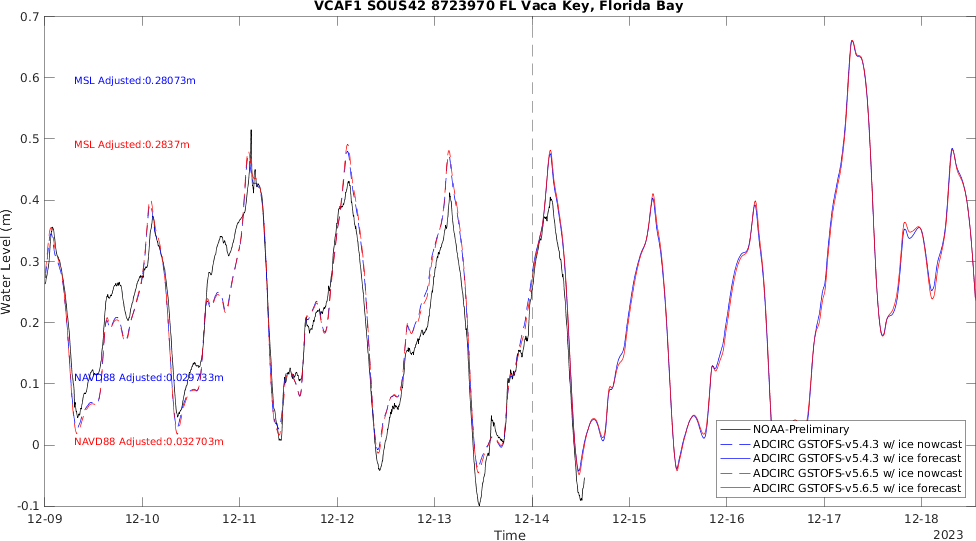 VCAF1 SOUS42 8723970 FL Vaca Key, Florida Bay
0.7
0.6
0.5
0.4
0.3
0.2
0.1
0
-0.1
Water Level (m)
MSL Adjusted:0.28073m
MSL Adjusted:0.2837m
NAVD88 Adjusted:0.029733m
NAVD88 Adjusted:0.032703m
NOAA-Preliminary
ADCIRC GSTOFS-v5.4.3 w/ ice nowcast
ADCIRC GSTOFS-v5.4.3 w/ ice forecast
ADCIRC GSTOFS-v5.6.5 w/ ice nowcast
ADCIRC GSTOFS-v5.6.5 w/ ice forecast
12-09 12-10 12-11 12-12 12-13 12-14 12-15 12-16 12-17 12-18
Time
2023